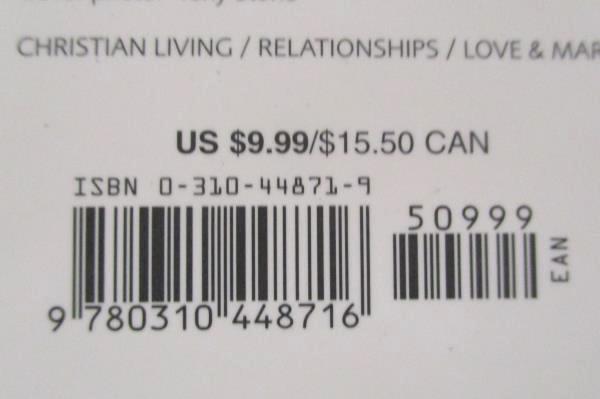 CHRISTIAN LIVING / RELATIONSHIPS / LOVE & MAR
US $9.99/$15.50 CAN
ISBN 0-310-44871-9
50999
EAN
9 780310 448716